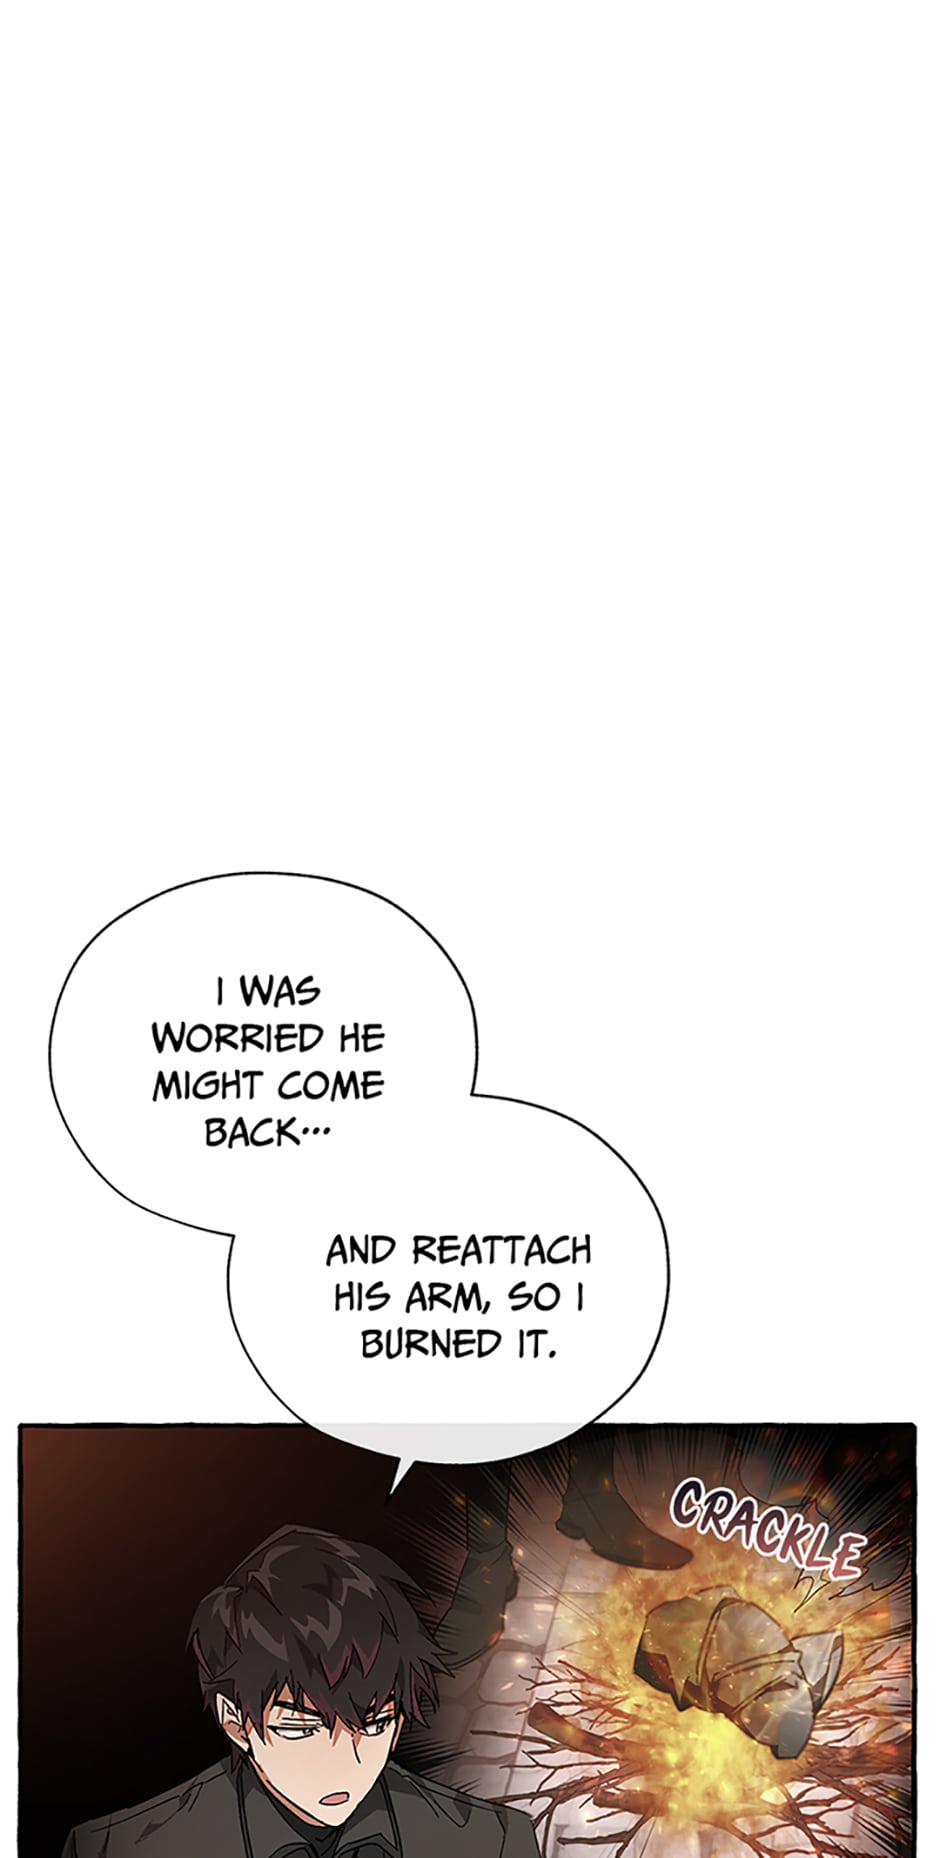 I WAS
WORRIED HE
MIGHT COME
BACK...
AND REATTACH
HIS ARM, SO I
BURNED IT.
CRACKLE